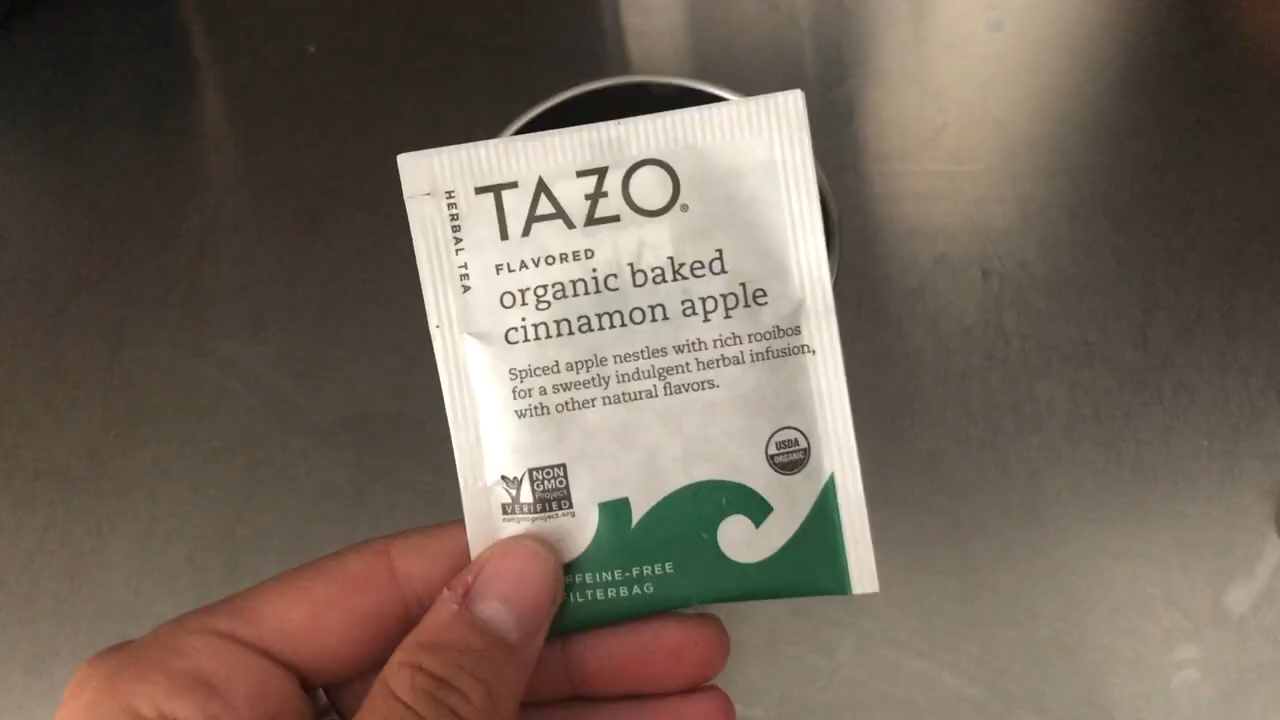 TAZO®
HERBAL TEA
FLAVORED
organic baked
cinnamon apple
Spiced apple nestles with rich rooibos
for a sweetly indulgent herbal infusion,
with other natural flavors.
NON
GMO
Project
VERIFIED
nongmoproject.org
USDA
ORGANIC
FFEINE-FREE
FILTERBAG